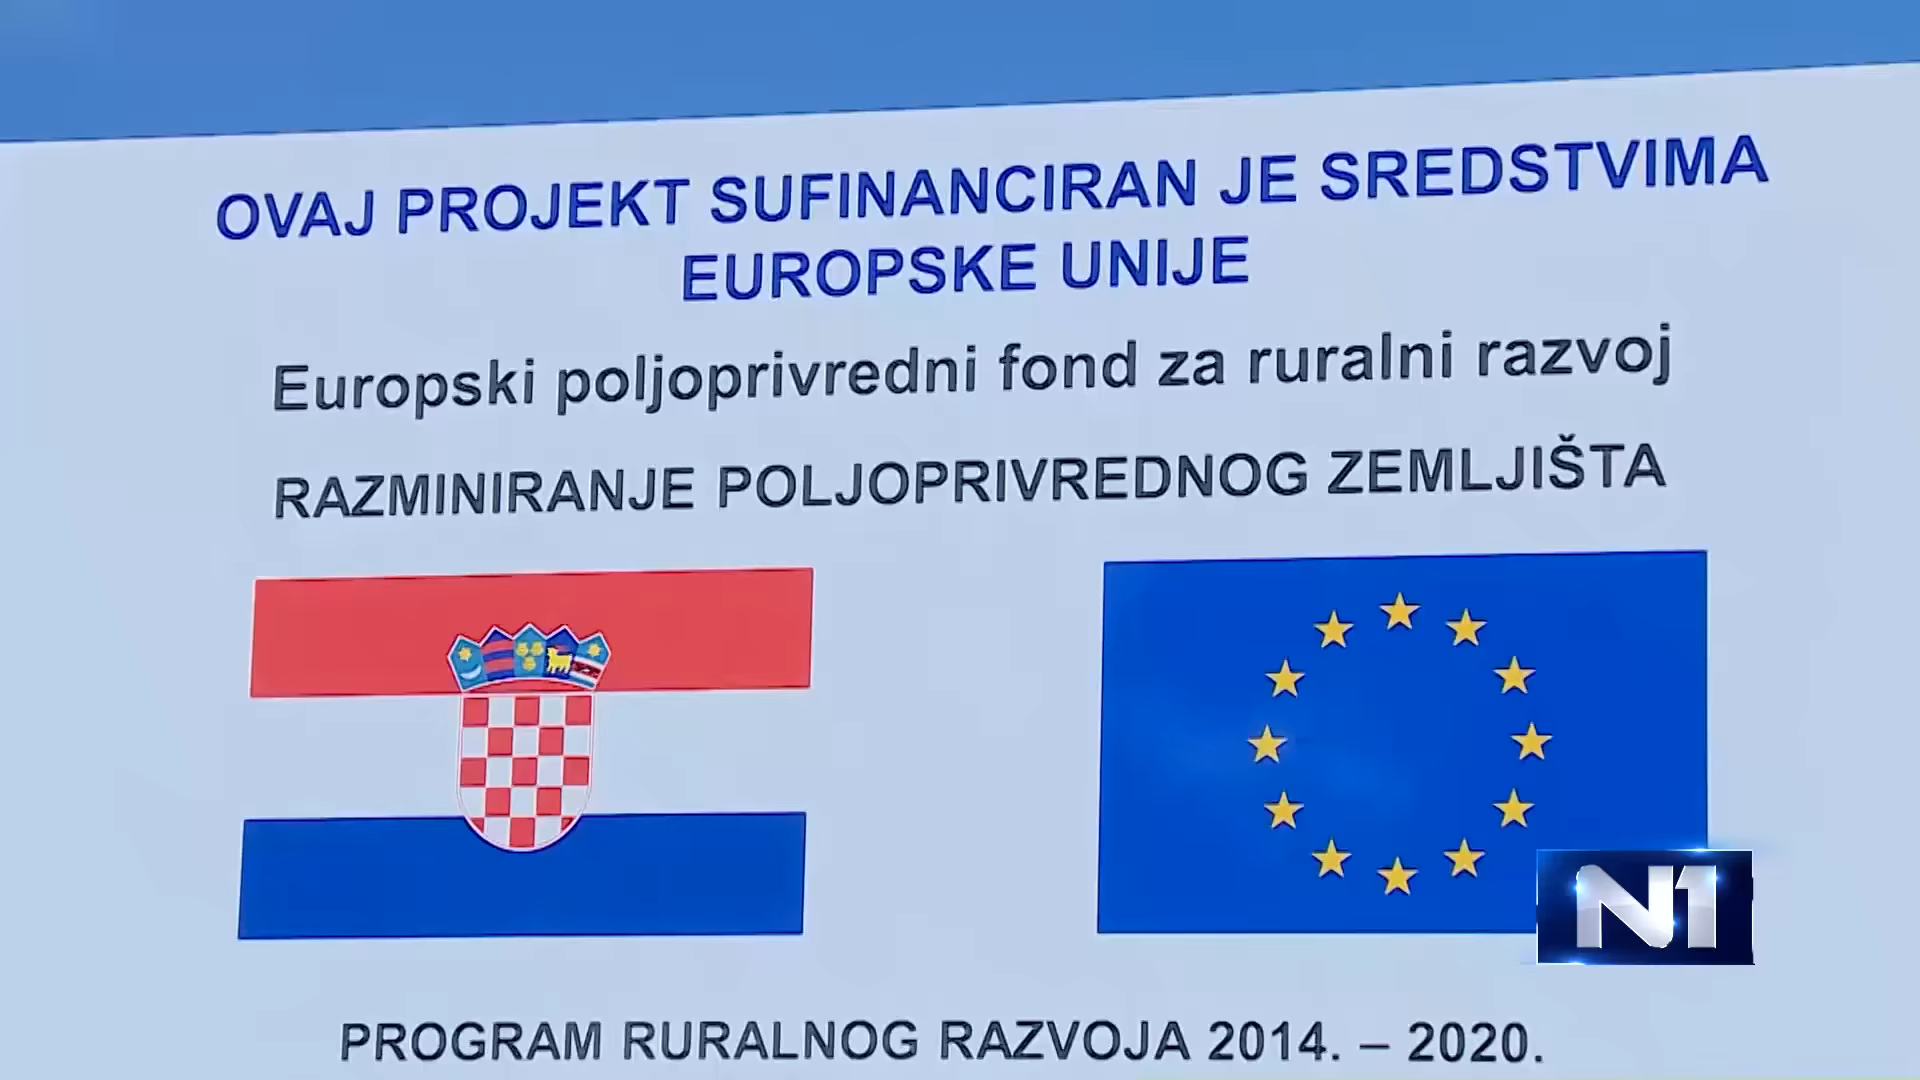 OVAJ PROJEKT SUFINANCIRAN JE SREDSTVIMA
EUROPSKE UNIJE
Europski poljoprivredni fond za ruralni razvoj
RAZMINIRANJE POLJOPRIVREDNOG ZEMLJIŠTA
N1
PROGRAM RURALNOG RAZVOJA 2014. – 2020.